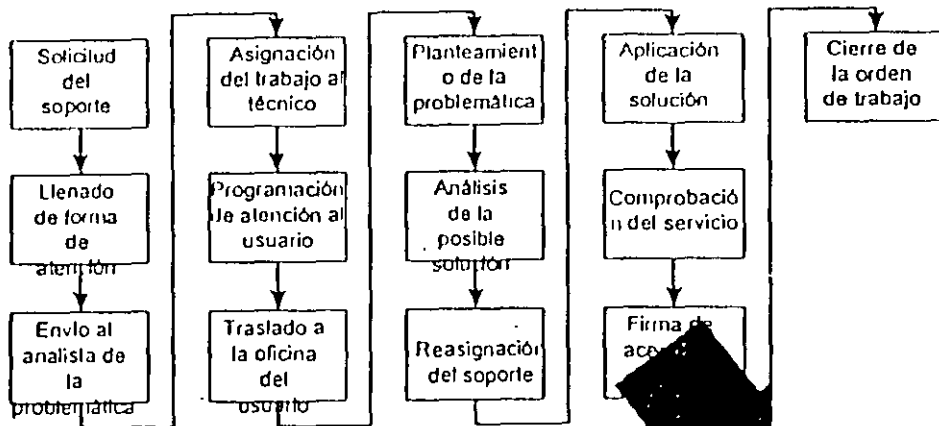 Solicitud
del
soporte
Llenado
de forma
de
atención
Envío al
analista de
la
problemática
Asignación
del trabajo al
técnico
Programación
de atención al
usuario
Traslado a
la oficina
del
usuario
Planteamient
o de la
problemática
Análisis
de la
posible
solución
Reasignación
del soporte
Aplicación
de la
solución
Comprobació
n del servicio
Firma de
Cierre de
la orden
de trabajo